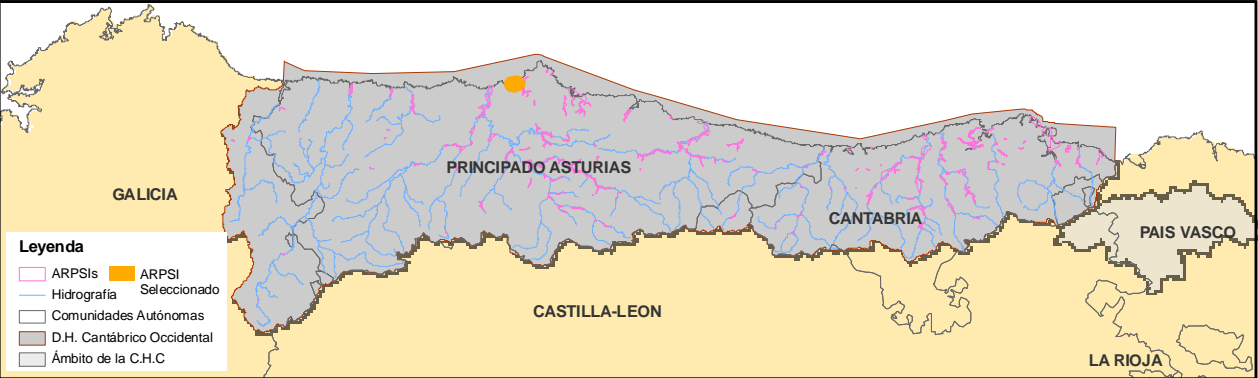 PRINCIPADO ASTURIAS
GALICIA
CANTABRIA
PAIS VASCO
CASTILLA-LEON
LA RIOJA
Leyenda
ARPSIs
ARPSI
Seleccionado
Hidrografía
Comunidades Autónomas
D.H. Cantábrico Occidental
Ámbito de la C.H.C